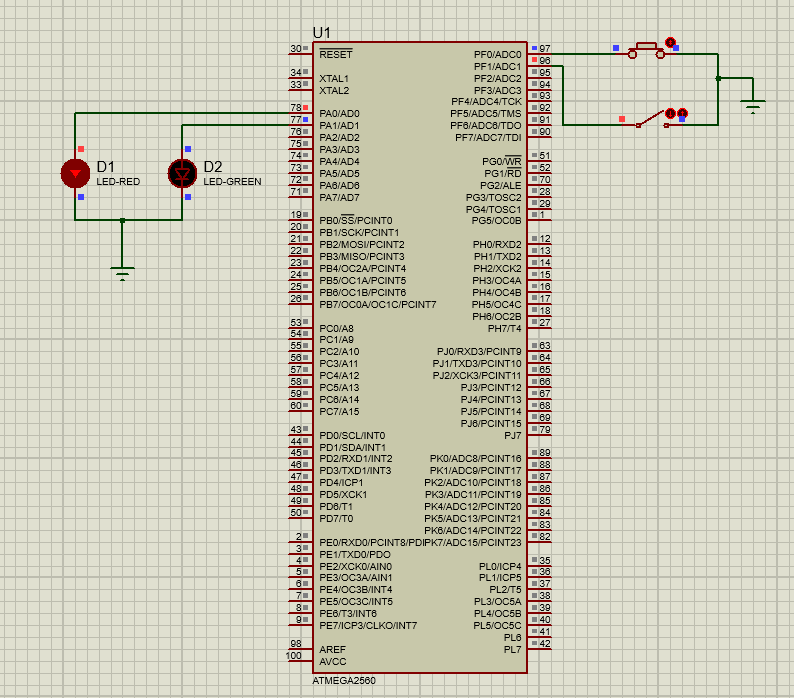 U1
30 RESET
34 XTAL1
33 XTAL2
78 PA0/AD0
77 PA1/AD1
76 PA2/AD2
75 PA3/AD3
74 PA4/AD4
73 PA5/AD5
72 PA6/AD6
71 PA7/AD7
19 PB0/SS/PCINT0
20 PB1/SCK/PCINT1
21 PB2/MOSI/PCINT2
22 PB3/MISO/PCINT3
23 PB4/OC2A/PCINT4
24 PB5/OC1A/PCINT5
25 PB6/OC1B/PCINT6
26 PB7/OC0A/OC1C/PCINT7
53 PC0/A8
54 PC1/A9
55 PC2/A10
56 PC3/A11
57 PC4/A12
58 PC5/A13
59 PC6/A14
60 PC7/A15
43 PD0/SCL/INT0
44 PD1/SDA/INT1
45 PD2/RXD1/INT2
46 PD3/TXD1/INT3
47 PD4/ICP1
48 PD5/XCK1
49 PD6/T1
50 PD7/T0
2 PE0/RXD0/PCINT8/PDI
3 PE1/TXD0/PDO
4 PE2/XCK0/AIN0
5 PE3/OC3A/AIN1
6 PE4/OC3B/INT4
7 PE5/OC3C/INT5
8 PE6/T3/INT6
9 PE7/ICP3/CLKO/INT7
98 AREF
100 AVCC
PF0/ADC0 97
PF1/ADC1 96
PF2/ADC2 95
PF3/ADC3 94
PF4/ADC4/TCK 93
PF5/ADC5/TMS 92
PF6/ADC6/TDO 91
PF7/ADC7/TDI 90
PG0/WR 51
PG1/RD 52
PG2/ALE 70
PG3/TOSC2 28
PG4/TOSC1 29
PG5/OC0B 1
PH0/RXD2 12
PH1/TXD2 13
PH2/XCK2 14
PH3/OC4A 15
PH4/OC4B 16
PH5/OC4C 17
PH6/OC2B 18
PH7/T4 27
PJ0/RXD3/PCINT9 63
PJ1/TXD3/PCINT10 64
PJ2/XCK3/PCINT11 65
PJ3/PCINT12 66
PJ4/PCINT13 67
PJ5/PCINT14 68
PJ6/PCINT15 69
PJ7 79
PK0/ADC8/PCINT16 89
PK1/ADC9/PCINT17 88
PK2/ADC10/PCINT18 87
PK3/ADC11/PCINT19 86
PK4/ADC12/PCINT20 85
PK5/ADC13/PCINT21 84
PK6/ADC14/PCINT22 83
PK7/ADC15/PCINT23 82
PL0/ICP4 35
PL1/ICP5 36
PL2/T5 37
PL3/OC5A 38
PL4/OC5B 39
PL5/OC5C 40
PL6 41
PL7 42
ATMEGA2560
D1
LED-RED
D2
LED-GREEN